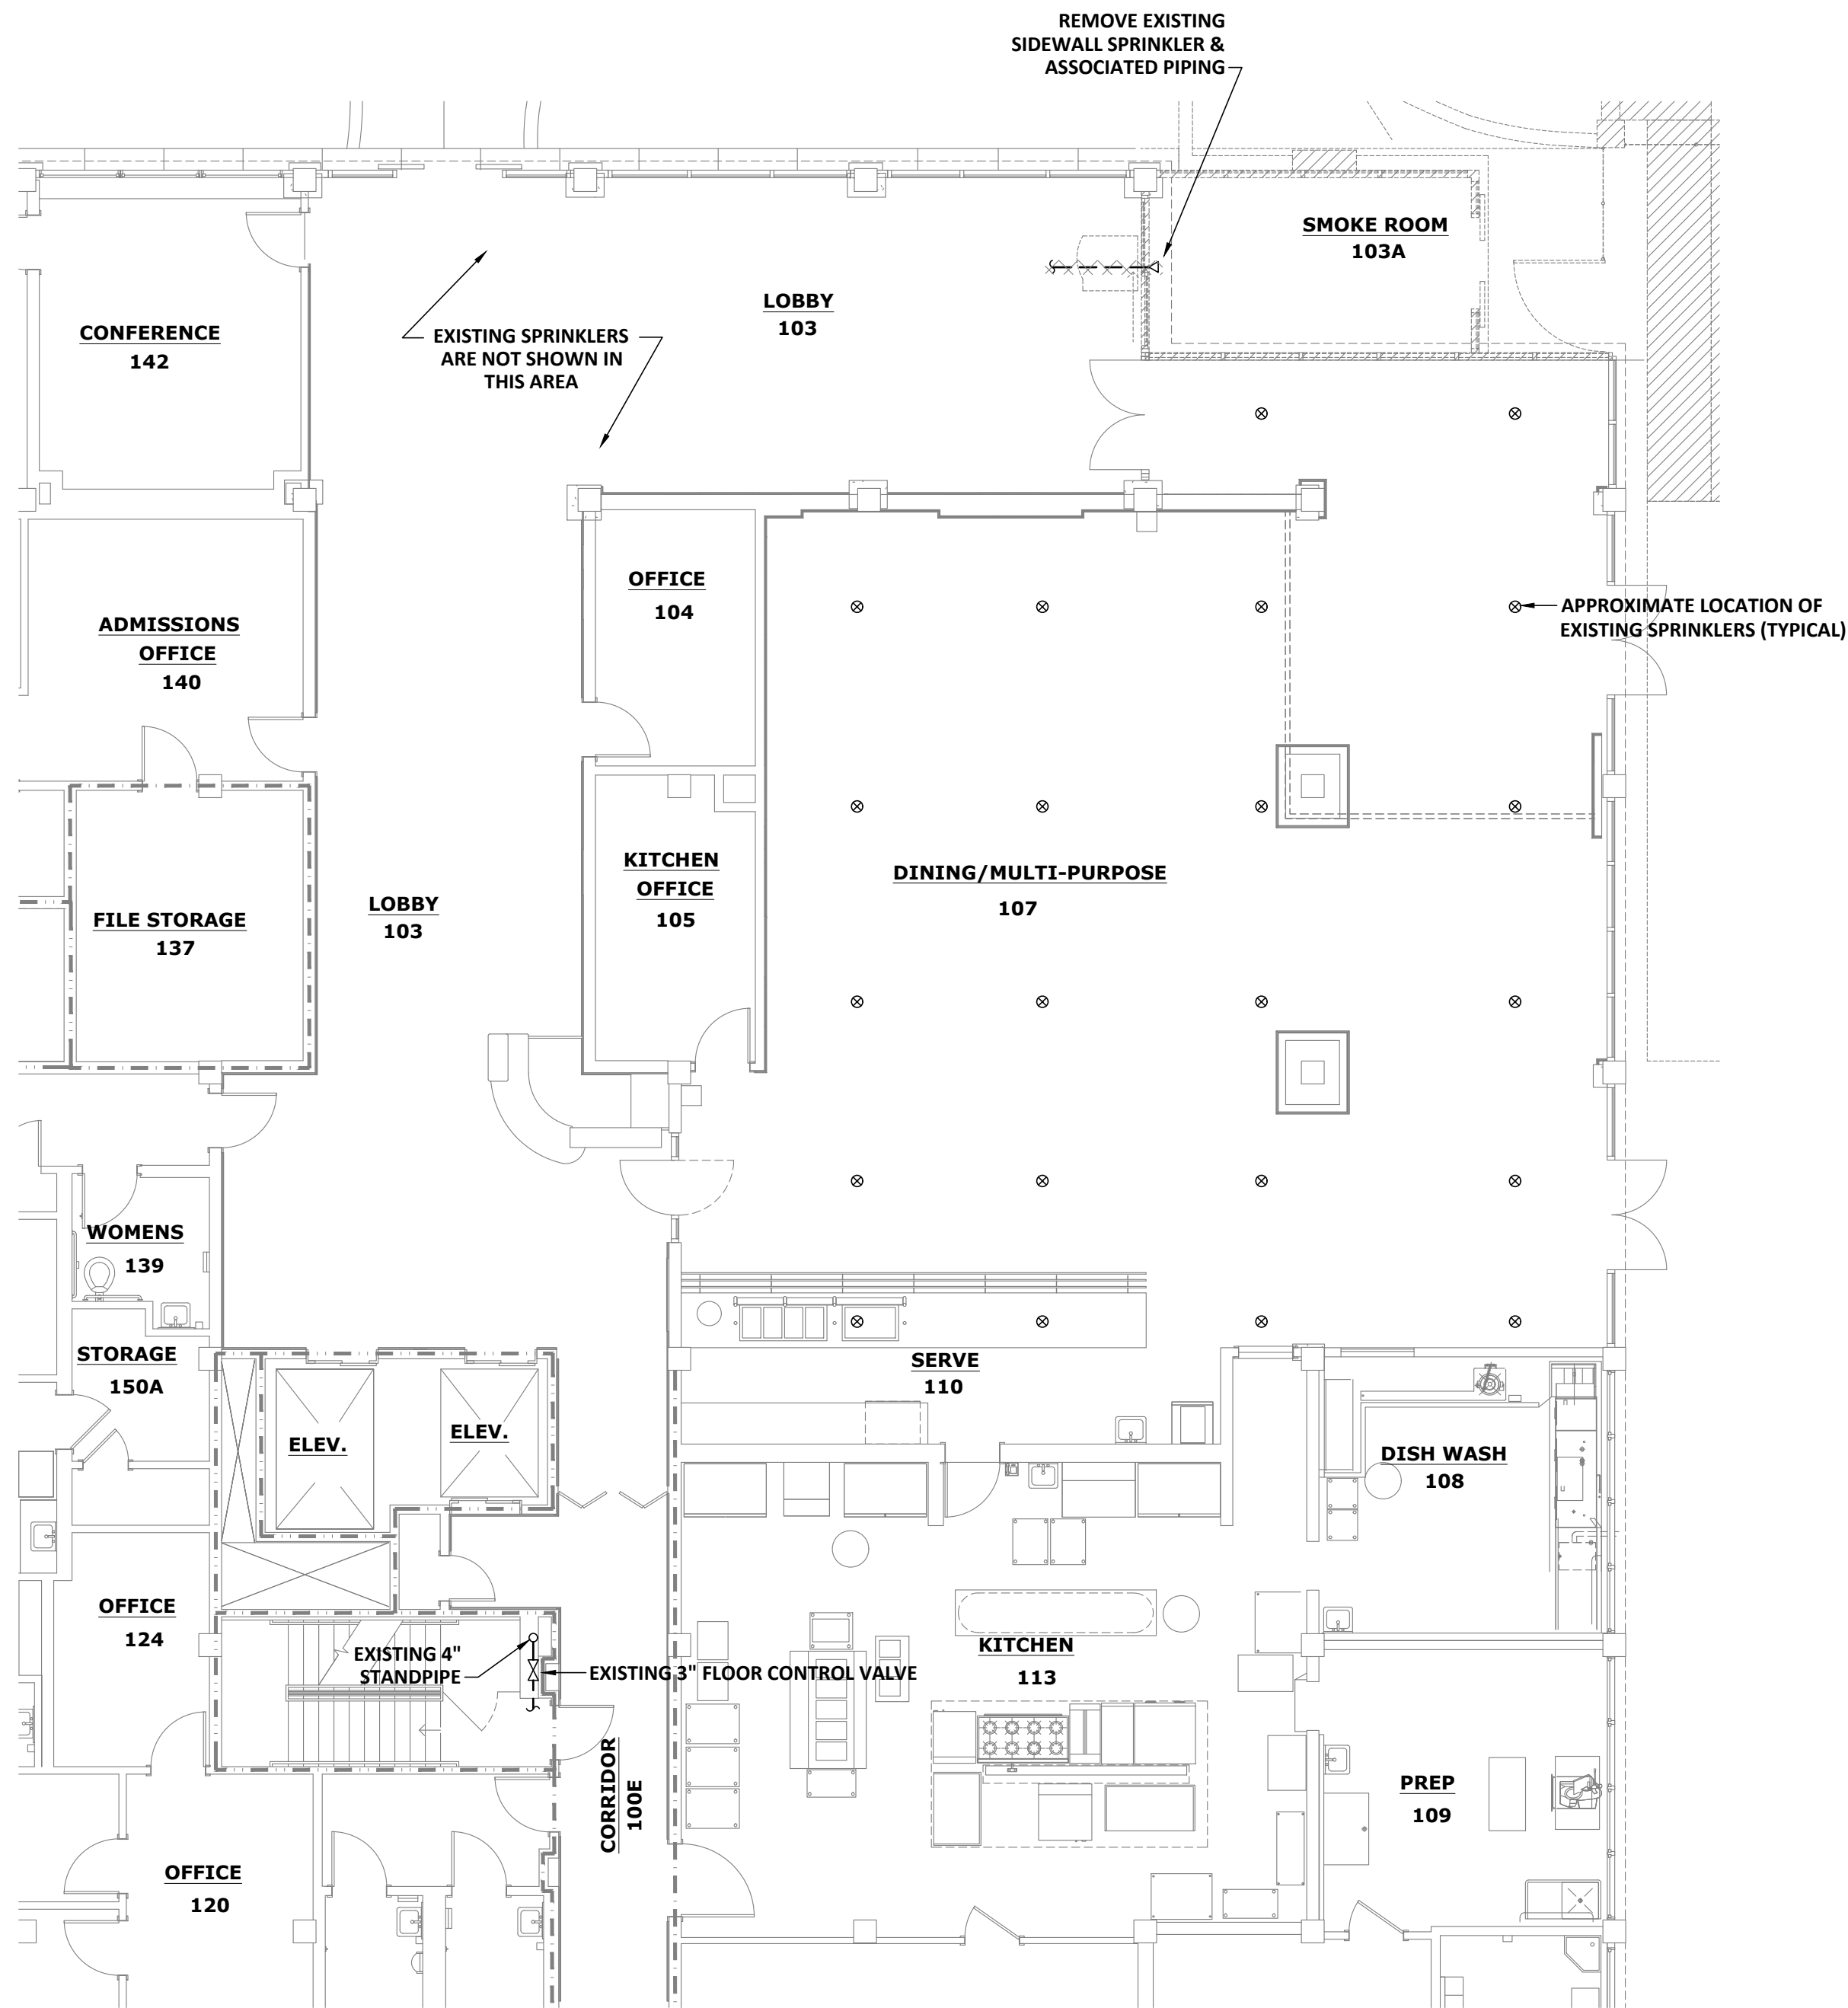 REMOVE EXISTING
SIDEWALL SPRINKLER &
ASSOCIATED PIPING
SMOKE ROOM
103A
LOBBY
103
EXISTING SPRINKLERS
ARE NOT SHOWN IN
THIS AREA
CONFERENCE
142
OFFICE
104
APPROXIMATE LOCATION OF
EXISTING SPRINKLERS (TYPICAL)
ADMISSIONS
OFFICE
140
KITCHEN
OFFICE
105
DINING/MULTI-PURPOSE
107
FILE STORAGE
137
LOBBY
103
WOMENS
139
STORAGE
150A
SERVE
110
ELEV.
ELEV.
DISH WASH
108
OFFICE
124
EXISTING 4"
STANDPIPE
EXISTING 3" FLOOR CONTROL VALVE
KITCHEN
113
CORRIDOR
100E
PREP
109
OFFICE
120